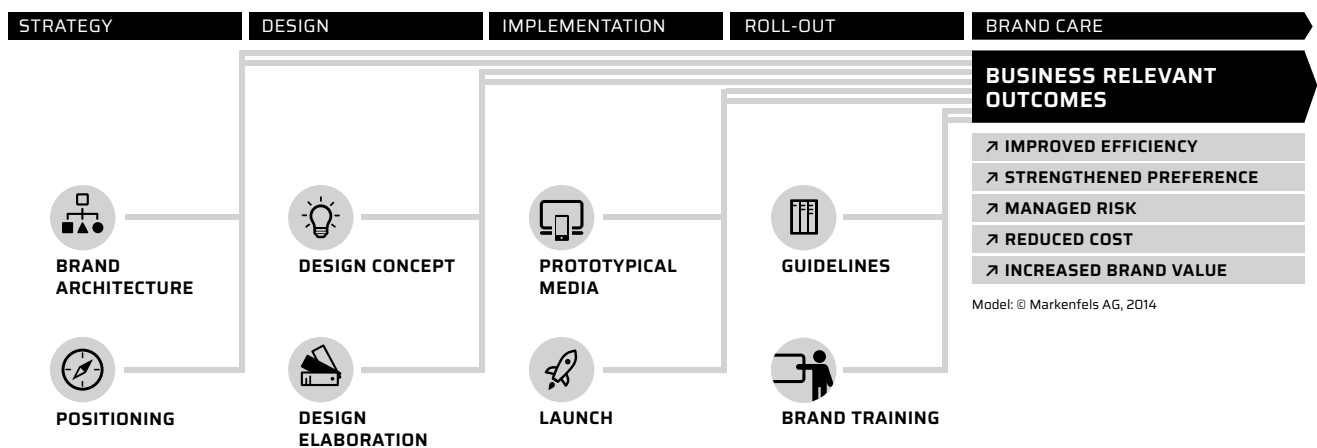 STRATEGY
DESIGN
IMPLEMENTATION
ROLL-OUT
BRAND CARE
BUSINESS RELEVANT
OUTCOMES
IMPROVED EFFICIENCY
STRENGTHENED PREFERENCE
MANAGED RISK
REDUCED COST
INCREASED BRAND VALUE
Model: © Markenfels AG, 2014
BRAND
ARCHITECTURE
DESIGN CONCEPT
PROTOTYPICAL
MEDIA
GUIDELINES
POSITIONING
DESIGN
ELABORATION
LAUNCH
BRAND TRAINING